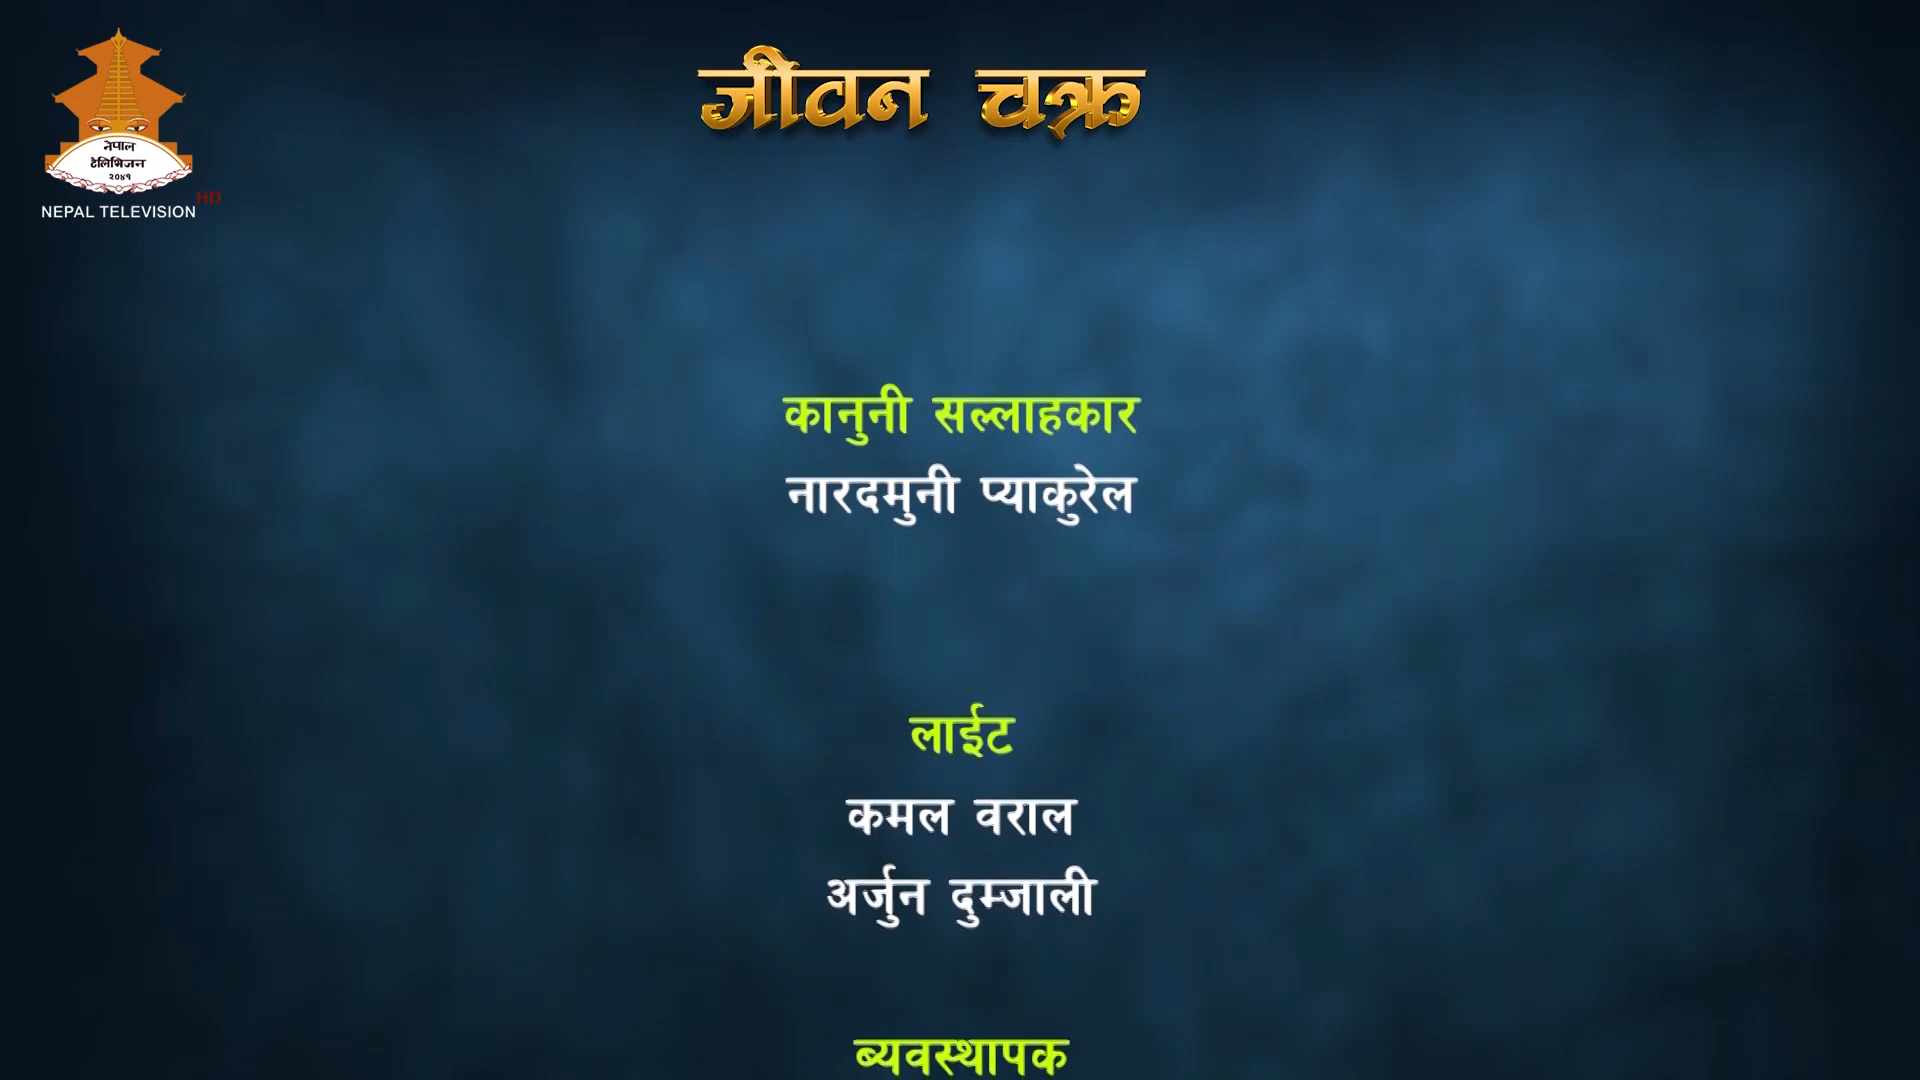 जीवन चक्र
नेपाल
टेलिभिजन
२०४१
HD
NEPAL TELEVISION
कानुनी सल्लाहकार
नारदमुनी प्याकुरेल
लाईट
कमल वराल
अर्जुन दुम्जाली
ब्यवस्थापक